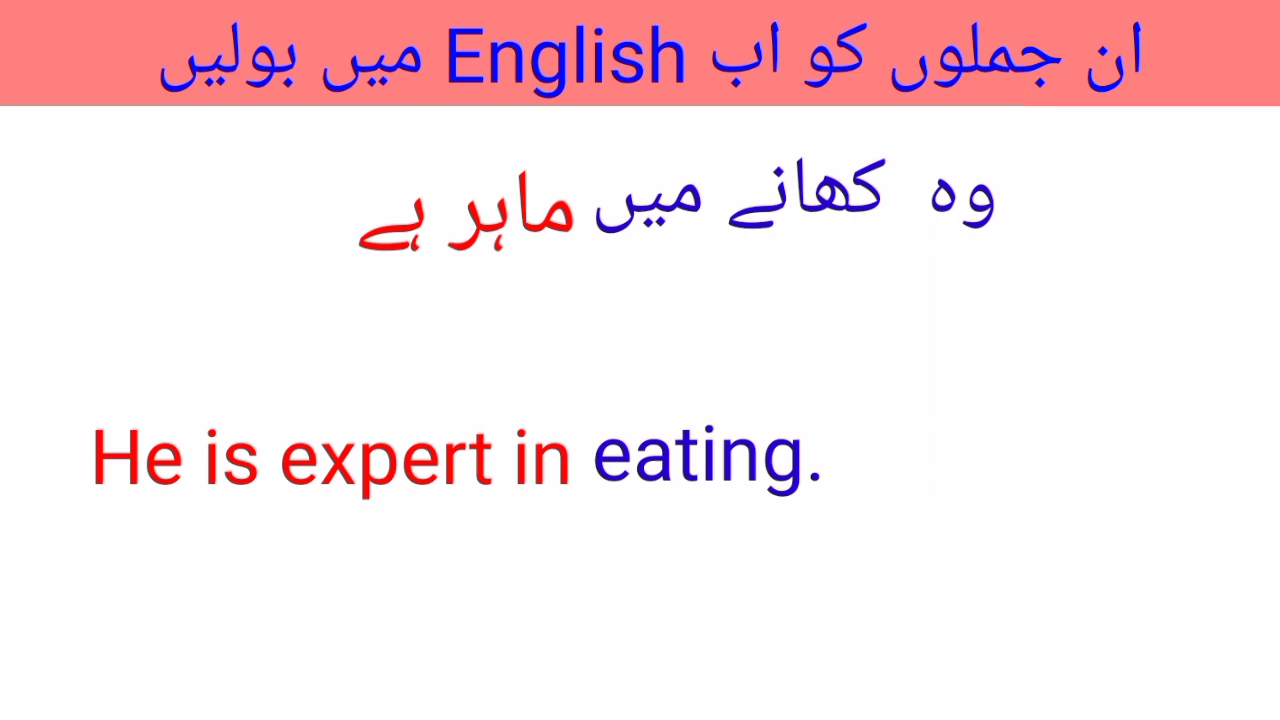 ان جملوں کو اب English میں بولیں
وہ کھانے میں ماہر ہے
He is expert in eating.